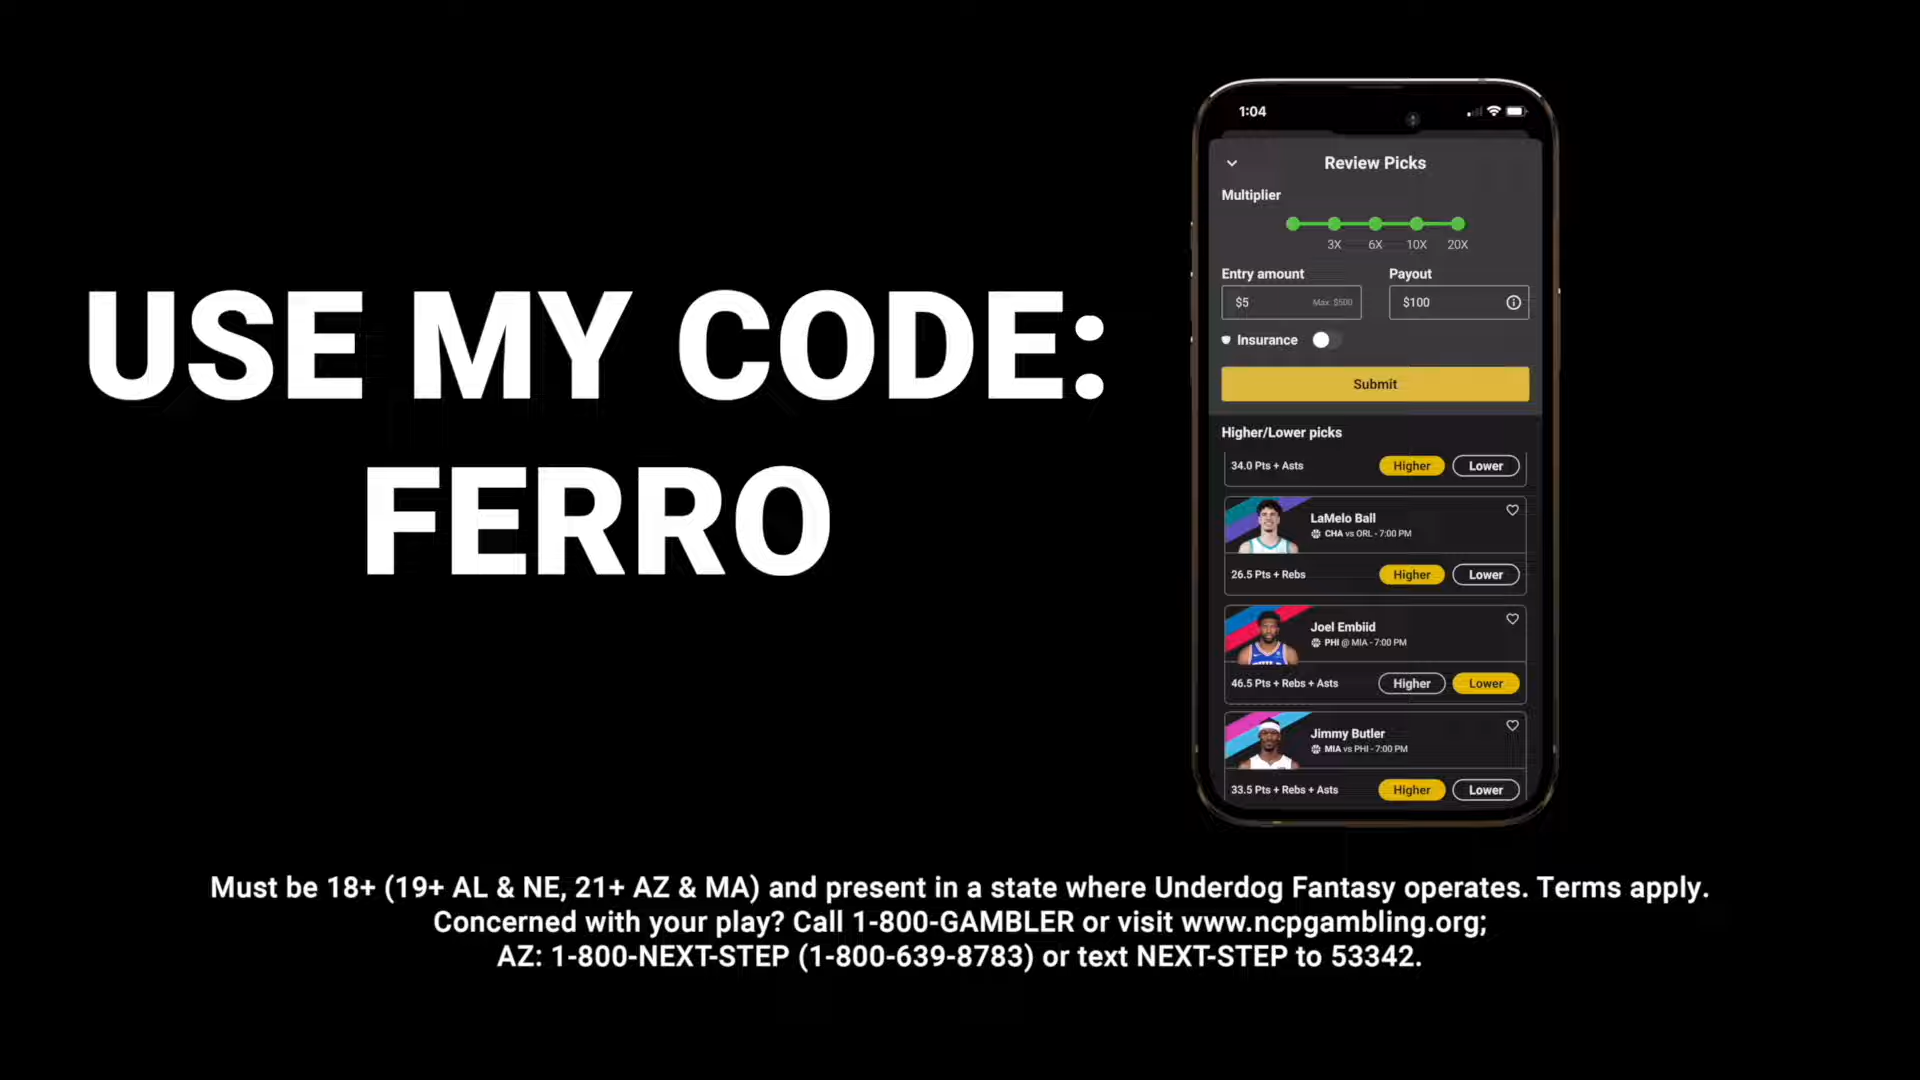 USE MY CODE:
FERRO
1:04
Review Picks
Multiplier
3X 6X 10X 20X
Entry amount Payout
$5 Max: $500 $100
Insurance
Submit
Higher/Lower picks
34.0 Pts + Asts Higher Lower
LaMelo Ball
CHA vs ORL - 7:00 PM
26.5 Pts + Rebs Higher Lower
Joel Embiid
PHI @ MIA - 7:00 PM
46.5 Pts + Rebs + Asts Higher Lower
Jimmy Butler
MIA vs PHI - 7:00 PM
33.5 Pts + Rebs + Asts Higher Lower
Must be 18+ (19+ AL & NE, 21+ AZ & MA) and present in a state where Underdog Fantasy operates. Terms apply.
Concerned with your play? Call 1-800-GAMBLER or visit www.ncpgambling.org;
AZ: 1-800-NEXT-STEP (1-800-639-8783) or text NEXT-STEP to 53342.